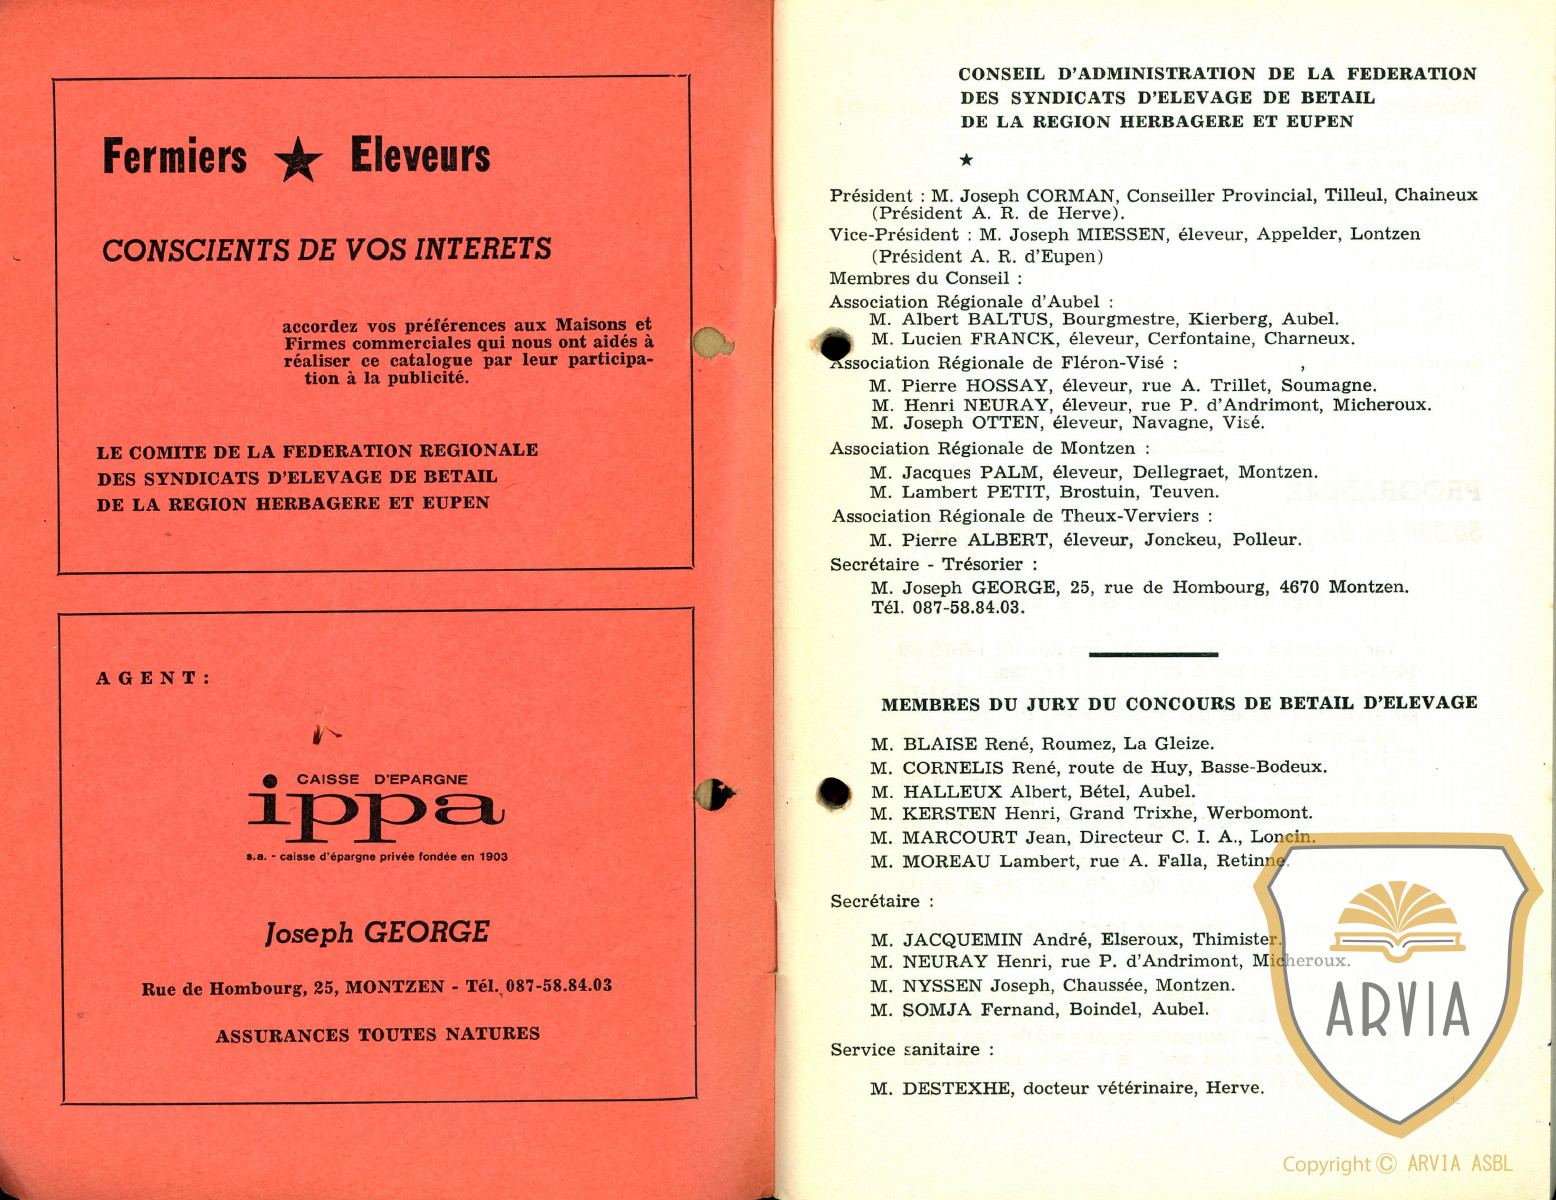 Fermiers ★ Eleveurs
CONSCIENTS DE VOS INTERETS
accordez vos préférences aux Maisons et
Firmes commerciales qui nous ont aidés à
réaliser ce catalogue par leur participa-
tion à la publicité.
LE COMITE DE LA FEDERATION REGIONALE
DES SYNDICATS D'ELEVAGE DE BETAIL
DE LA REGION HERBAGERE ET EUPEN
AGENT :
CAISSE D'EPARGNE
ippa
s.a. - caisse d'épargne privée fondée en 1903
Joseph GEORGE
Rue de Hombourg, 25, MONTZEN - Tél. 087-58.84.03
ASSURANCES TOUTES NATURES
CONSEIL D'ADMINISTRATION DE LA FEDERATION
DES SYNDICATS D'ELEVAGE DE BETAIL
DE LA REGION HERBAGERE ET EUPEN
★
Président : M. Joseph CORMAN, Conseiller Provincial, Tilleul, Chaineux
(Président A. R. de Herve).
Vice-Président : M. Joseph MIESSEN, éleveur, Appelder, Lontzen
(Président A. R. d'Eupen)
Membres du Conseil :
Association Régionale d'Aubel :
M. Albert BALTUS, Bourgmestre, Kierberg, Aubel.
M. Lucien FRANCK, éleveur, Cerfontaine, Charneux.
Association Régionale de Fléron-Visé :
M. Pierre HOSSAY, éleveur, rue A. Trillet, Soumagne.
M. Henri NEURAY, éleveur, rue P. d'Andrimont, Micheroux.
M. Joseph OTTEN, éleveur, Navagne, Visé.
Association Régionale de Montzen :
M. Jacques PALM, éleveur, Dellegraet, Montzen.
M. Lambert PETIT, Brostuin, Teuven.
Association Régionale de Theux-Verviers :
M. Pierre ALBERT, éleveur, Jonckeu, Polleur.
Secrétaire - Trésorier :
M. Joseph GEORGE, 25, rue de Hombourg, 4670 Montzen.
Tél. 087-58.84.03.
MEMBRES DU JURY DU CONCOURS DE BETAIL D'ELEVAGE
M. BLAISE René, Roumez, La Gleize.
M. CORNELIS René, route de Huy, Basse-Bodeux.
M. HALLEUX Albert, Bétel, Aubel.
M. KERSTEN Henri, Grand Trixhe, Werbomont.
M. MARCOURT Jean, Directeur C. I. A., Loncin.
M. MOREAU Lambert, rue A. Falla, Retinne.
Secrétaire :
M. JACQUEMIN André, Elseroux, Thimister.
M. NEURAY Henri, rue P. d'Andrimont, Micheroux.
M. NYSSEN Joseph, Chaussée, Montzen.
M. SOMJA Fernand, Boindel, Aubel.
Service sanitaire :
M. DESTEXHE, docteur vétérinaire, Herve.
ARVIA
Copyright © ARVIA ASBL